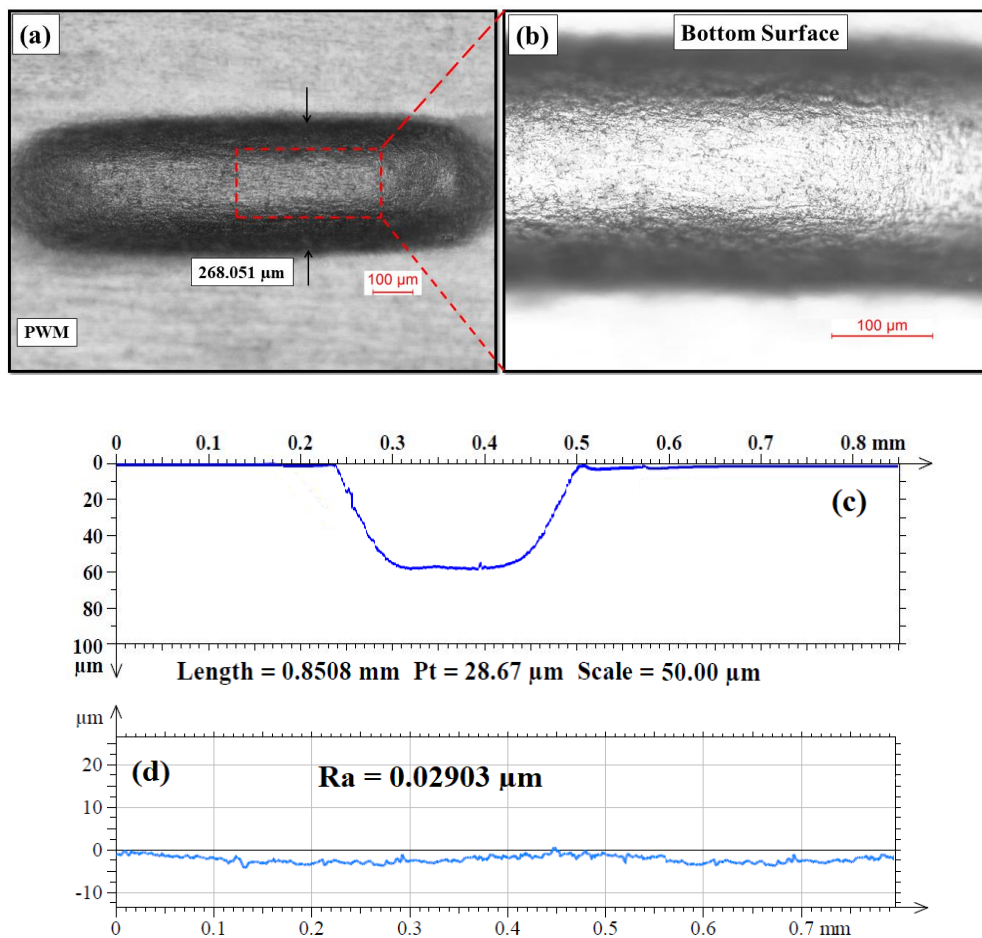 (a)
268.051 µm
100 µm
PWM
(b)
Bottom Surface
100 µm
0 0.1 0.2 0.3 0.4 0.5 0.6 0.7 0.8 mm
0
20
40
60
80
100
µm
(c)
Length = 0.8508 mm Pt = 28.67 µm Scale = 50.00 µm
µm
20
10
0
-10
(d)
Ra = 0.02903 µm
0 0.1 0.2 0.3 0.4 0.5 0.6 0.7 mm